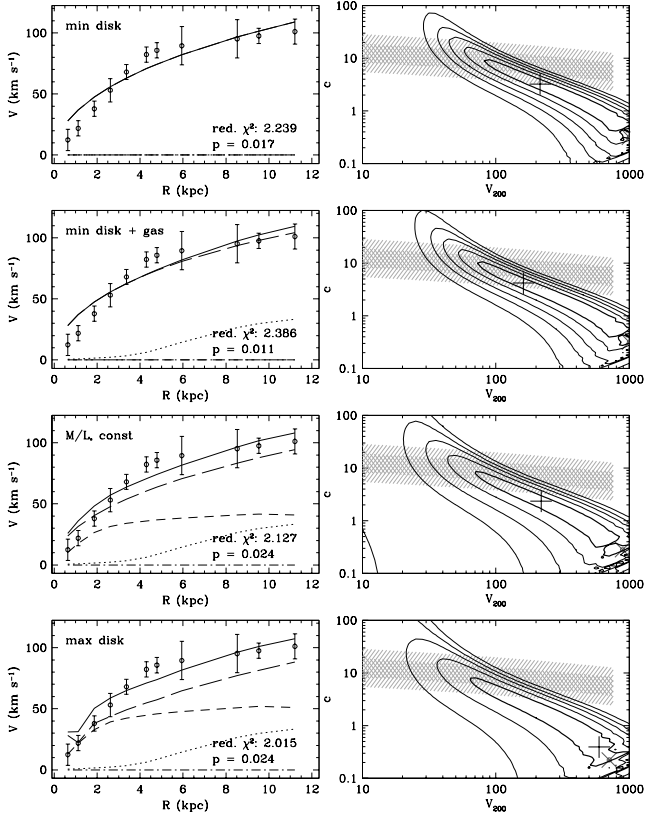 min disk
red. χ²: 2.239
p = 0.017
V (km s⁻¹)
0
50
100
0 2 4 6 8 10 12
R (kpc)
c
100
10
1
0.1
10 100 1000
V₂₀₀
min disk + gas
red. χ²: 2.386
p = 0.011
V (km s⁻¹)
0
50
100
0 2 4 6 8 10 12
R (kpc)
c
100
10
1
0.1
10 100 1000
V₂₀₀
M/L, const
red. χ²: 2.127
p = 0.024
V (km s⁻¹)
0
50
100
0 2 4 6 8 10 12
R (kpc)
c
100
10
1
0.1
10 100 1000
V₂₀₀
max disk
red. χ²: 2.015
p = 0.024
V (km s⁻¹)
0
50
100
0 2 4 6 8 10 12
R (kpc)
c
100
10
1
0.1
10 100 1000
V₂₀₀